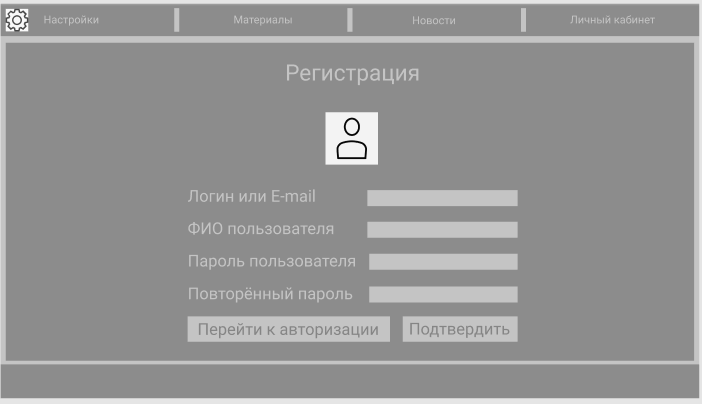 Настройки
Материалы
Новости
Личный кабинет
Регистрация
Логин или E-mail
ФИО пользователя
Пароль пользователя
Повторённый пароль
Перейти к авторизации
Подтвердить